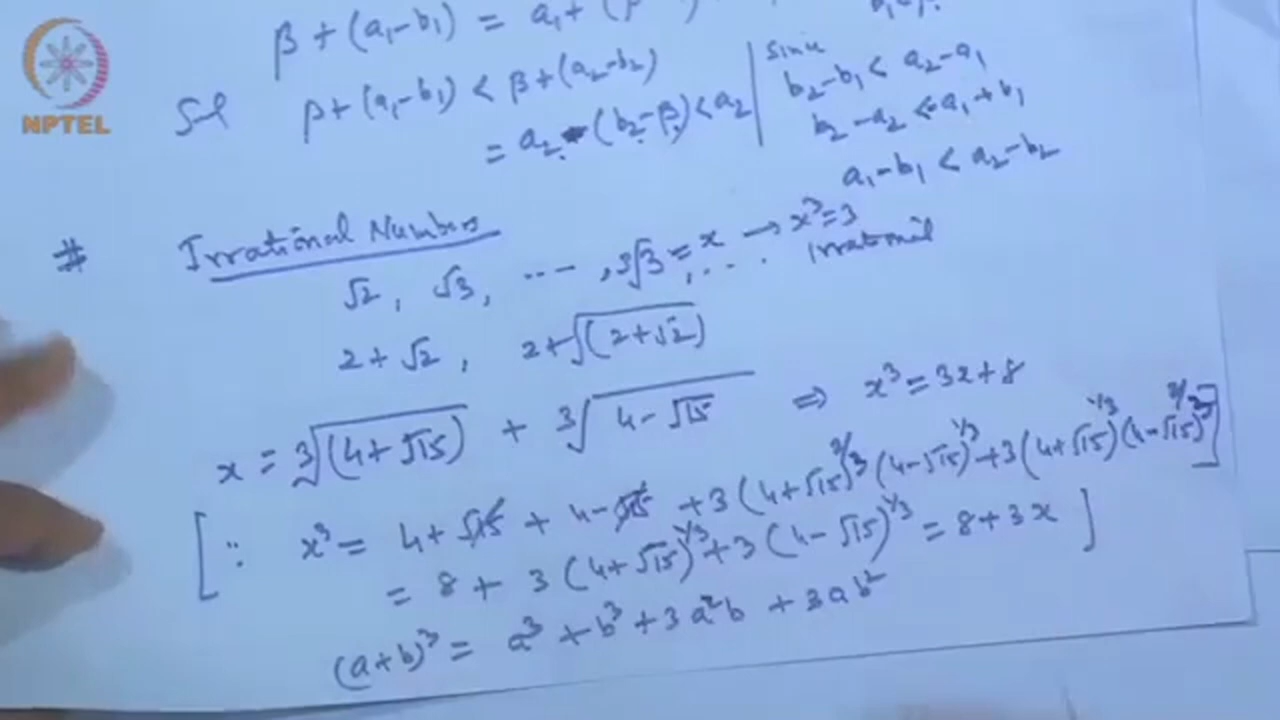 NPTEL
β + (a₁-b₁) = a₁ + (β
Sol β + (a₁-b₁) < β + (a₂-b₂)
= a₂ - (b₂-β) < a₂
since
b₂-b₁ < a₂-a₁
b₂-a₂ < -a₁+b₁
a₁-b₁ < a₂-b₂
# Irrational Numbers
√2, √3, ---, ³√3 = x → x³=3
, ... Irrational
2+√2, 2+√(2+√2)
x = ³√(4+√15) + ³√4-√15 ⇒ x³ = 3x+8
[∵ x³ = 4+√15 + 4-√15 + 3(4+√15)^2/3 (4-√15)^1/3 + 3(4+√15)^1/3 (4-√15)^2/3]
= 8 + 3(4+√15)^1/3 + 3(4-√15)^1/3 = 8+3x ]
(a+b)³ = a³ + b³ + 3a²b + 3ab²